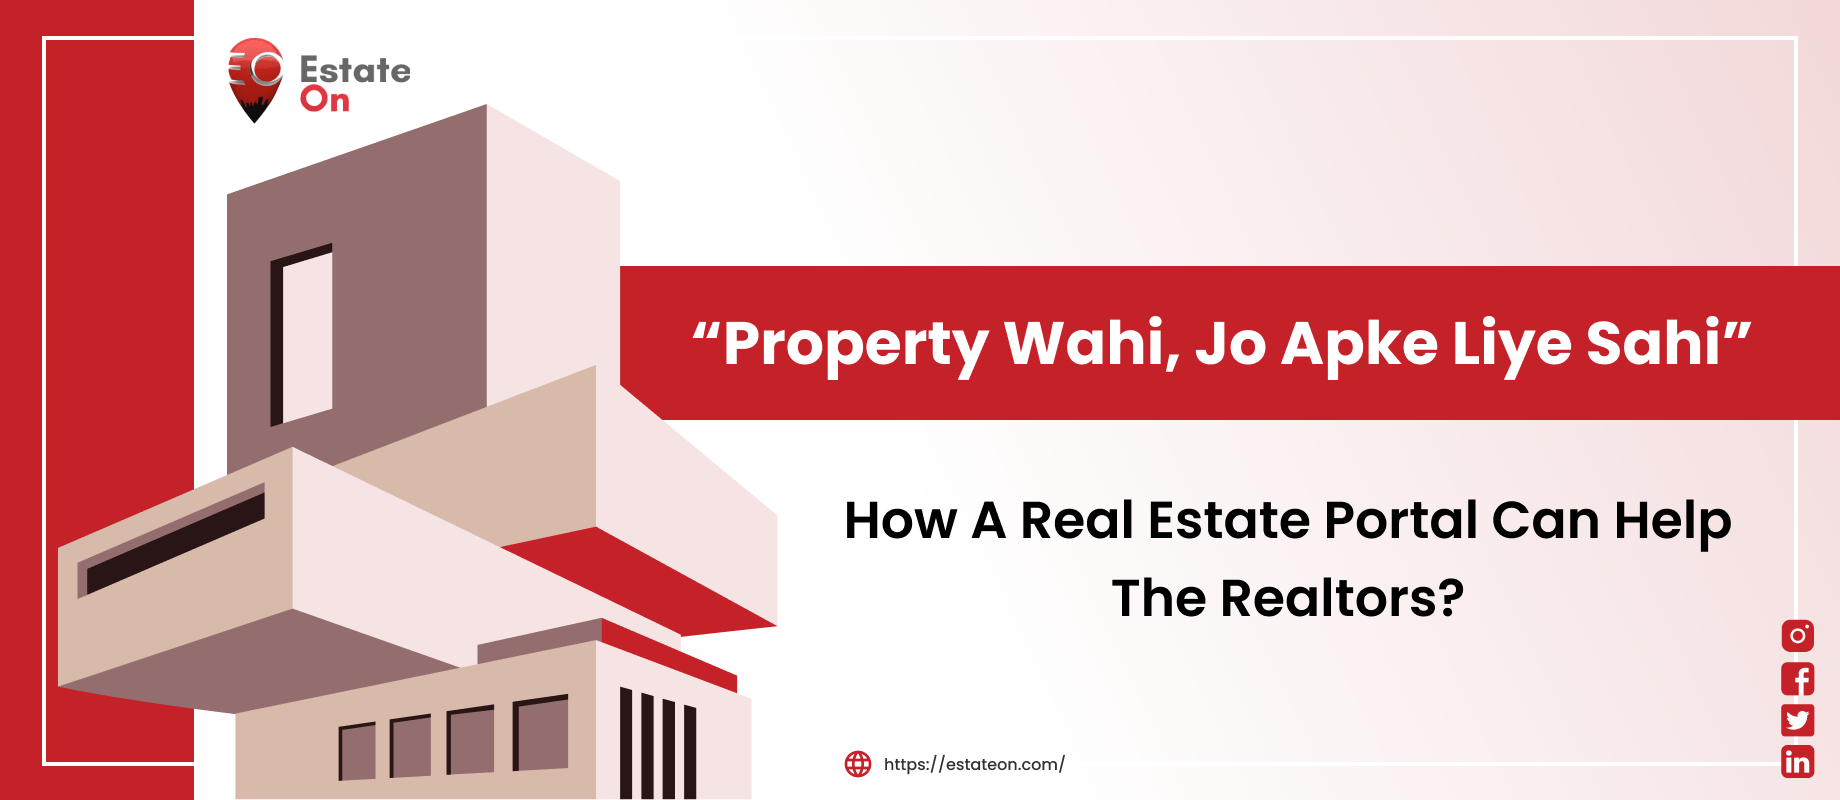 Estate
On
“Property Wahi, Jo Apke Liye Sahi”
How A Real Estate Portal Can Help
The Realtors?
https://estateon.com/